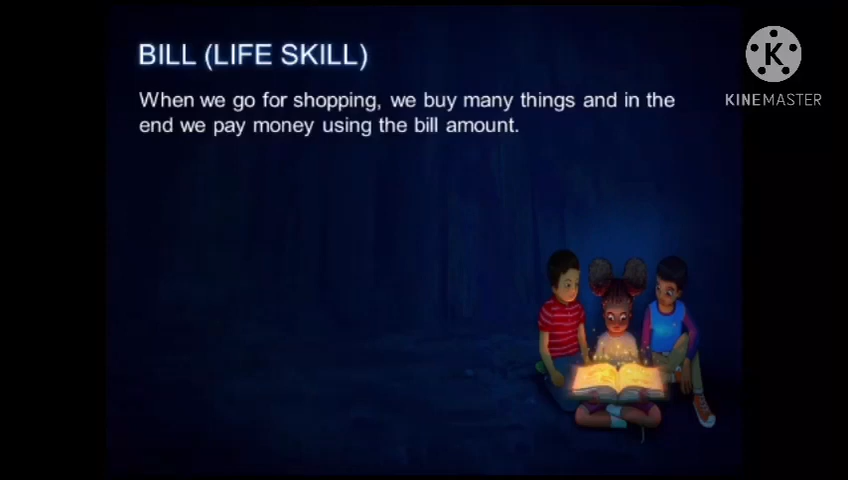 BILL (LIFE SKILL)
When we go for shopping, we buy many things and in the
end we pay money using the bill amount.
K
KINEMASTER